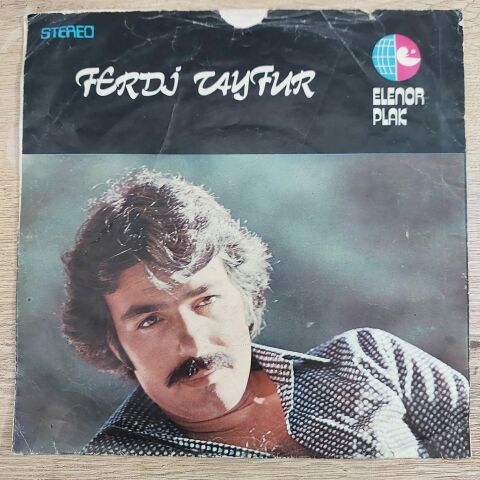 STEREO
FERDİ TAYFUR
ELENOR
PLAK